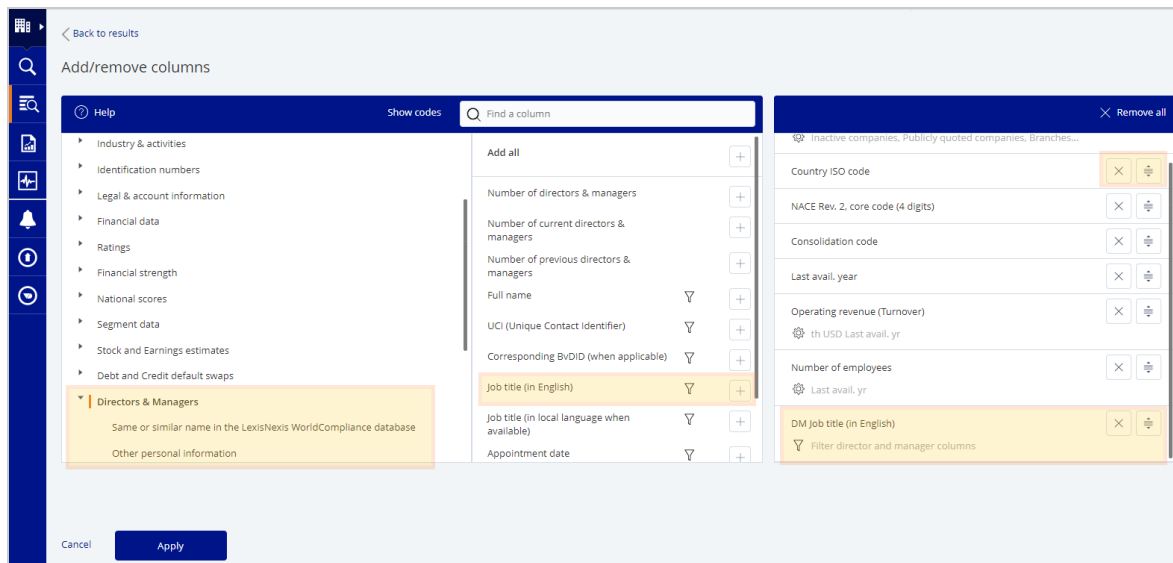 Back to results
Add/remove columns
Help
Show codes
Find a column
Industry & activities
Identification numbers
Legal & account information
Financial data
Ratings
Financial strength
National scores
Segment data
Stock and Earnings estimates
Debt and Credit default swaps
Directors & Managers
Same or similar name in the LexisNexis WorldCompliance database
Other personal information
Add all
Number of directors & managers
Number of current directors &
managers
Number of previous directors &
managers
Full name
UCI (Unique Contact Identifier)
Corresponding BvDID (when applicable)
Job title (in English)
Job title (in local language when
available)
Appointment date
Remove all
Inactive companies, Publicly quoted companies, Branches...
Country ISO code
NACE Rev. 2, core code (4 digits)
Consolidation code
Last avail. year
Operating revenue (Turnover)
th USD Last avail. yr
Number of employees
Last avail. yr
DM Job title (in English)
Filter director and manager columns
Cancel
Apply